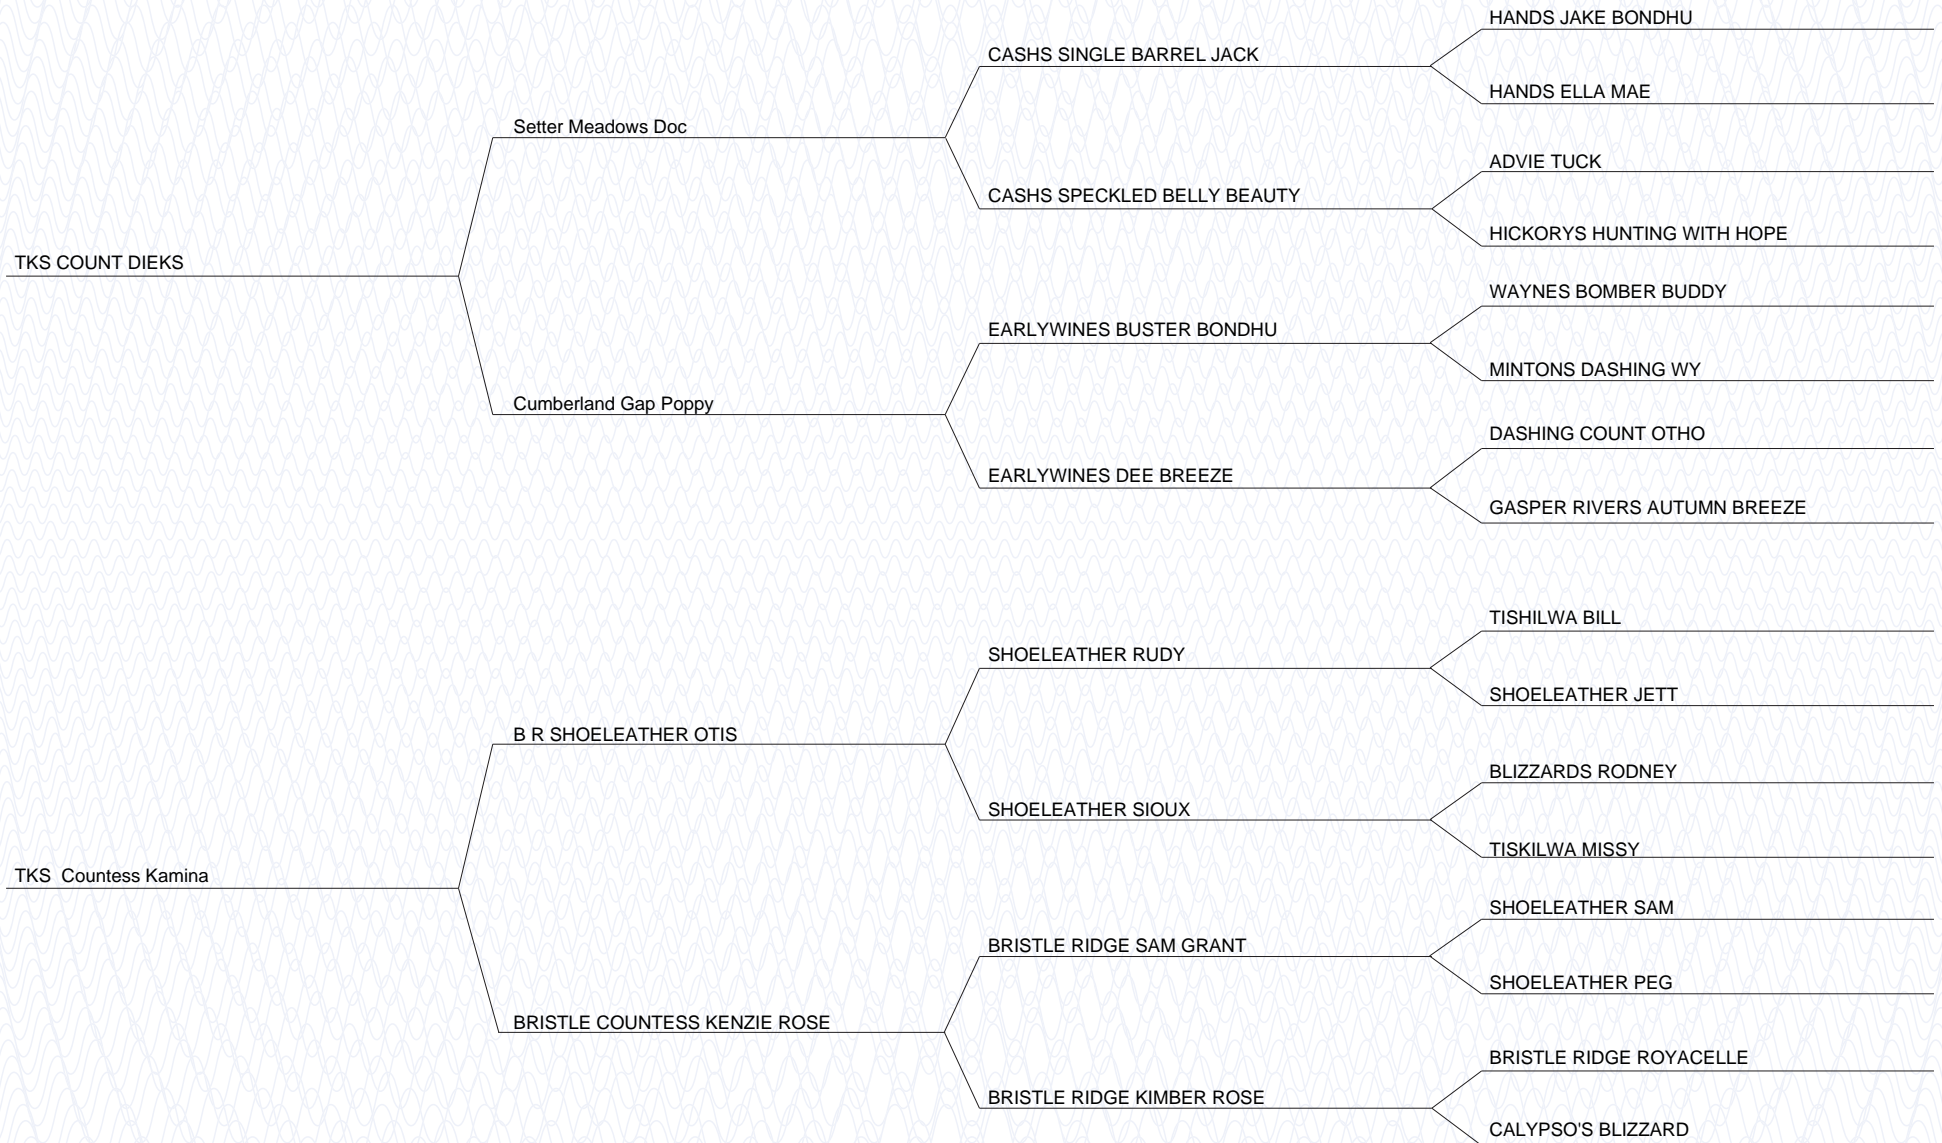 HANDS JAKE BONDHU
CASHS SINGLE BARREL JACK
HANDS ELLA MAE
Setter Meadows Doc
ADVIE TUCK
CASHS SPECKLED BELLY BEAUTY
HICKORYS HUNTING WITH HOPE
TKS COUNT DIEKS
WAYNES BOMBER BUDDY
EARLYWINES BUSTER BONDHU
MINTONS DASHING WY
Cumberland Gap Poppy
DASHING COUNT OTHO
EARLYWINES DEE BREEZE
GASPER RIVERS AUTUMN BREEZE
TISHILWA BILL
SHOELEATHER RUDY
SHOELEATHER JETT
B R SHOELEATHER OTIS
BLIZZARDS RODNEY
SHOELEATHER SIOUX
TISKILWA MISSY
TKS  Countess Kamina
SHOELEATHER SAM
BRISTLE RIDGE SAM GRANT
SHOELEATHER PEG
BRISTLE COUNTESS KENZIE ROSE
BRISTLE RIDGE ROYACELLE
BRISTLE RIDGE KIMBER ROSE
CALYPSO'S BLIZZARD